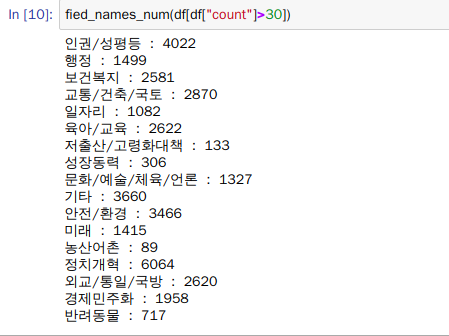 In [10]: fied_names_num(df[df["count"]>30])
인권/성평등 : 4022
행정 : 1499
보건복지 : 2581
교통/건축/국토 : 2870
일자리 : 1082
육아/교육 : 2622
저출산/고령화대책 : 133
성장동력 : 306
문화/예술/체육/언론 : 1327
기타 : 3660
안전/환경 : 3466
미래 : 1415
농산어촌 : 89
정치개혁 : 6064
외교/통일/국방 : 2620
경제민주화 : 1958
반려동물 : 717